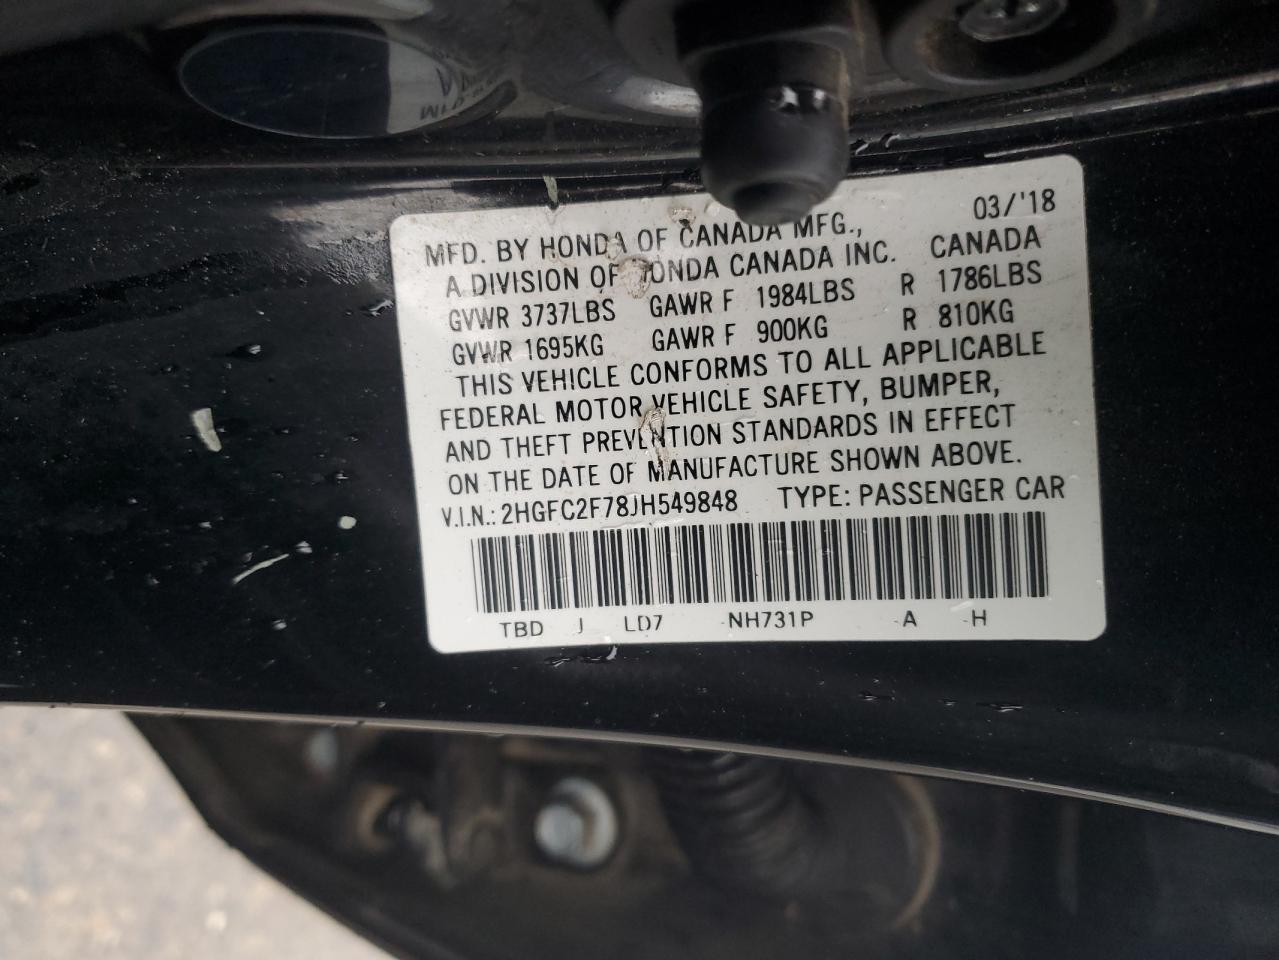 03/'18
MFD. BY HONDA OF CANADA MFG.,
A DIVISION OF HONDA CANADA INC. CANADA
GVWR 3737LBS GAWR F 1984LBS R 1786LBS
GVWR 1695KG GAWR F 900KG R 810KG
THIS VEHICLE CONFORMS TO ALL APPLICABLE
FEDERAL MOTOR VEHICLE SAFETY, BUMPER,
AND THEFT PREVENTION STANDARDS IN EFFECT
ON THE DATE OF MANUFACTURE SHOWN ABOVE.
V.I.N.: 2HGFC2F78JH549848 TYPE: PASSENGER CAR
TBD J LD7 NH731P A H